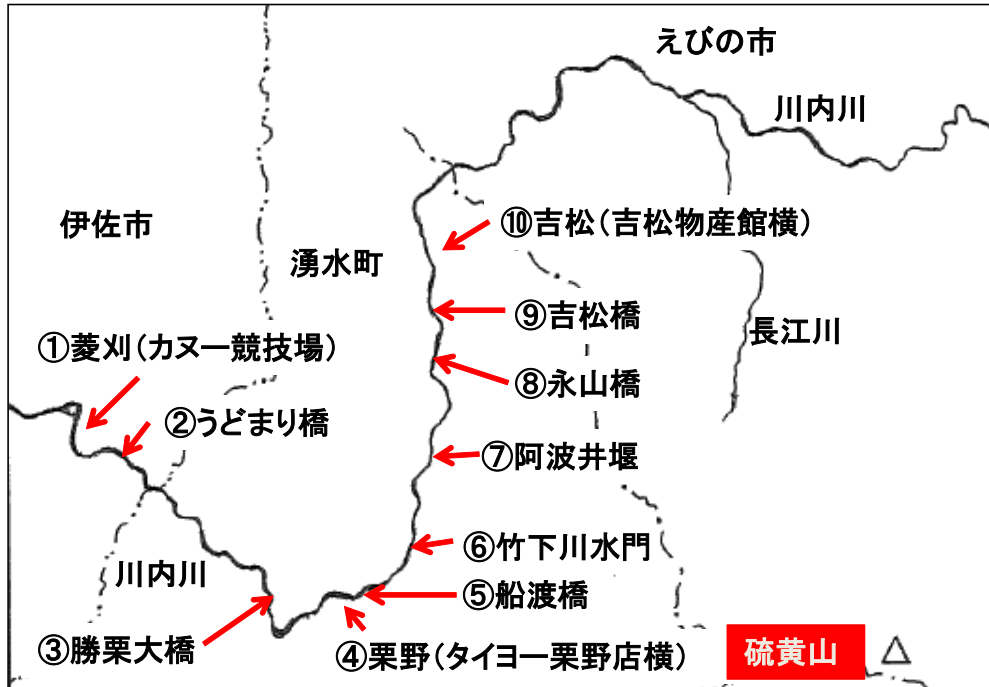 えびの市
川内川
伊佐市
⑩吉松(吉松物産館横)
湧水町
⑨吉松橋
長江川
①菱刈(カヌー競技場)
⑧永山橋
②うどまり橋
⑦阿波井堰
⑥竹下川水門
川内川
⑤船渡橋
③勝栗大橋
④栗野(タイヨー栗野店横)
硫黄山